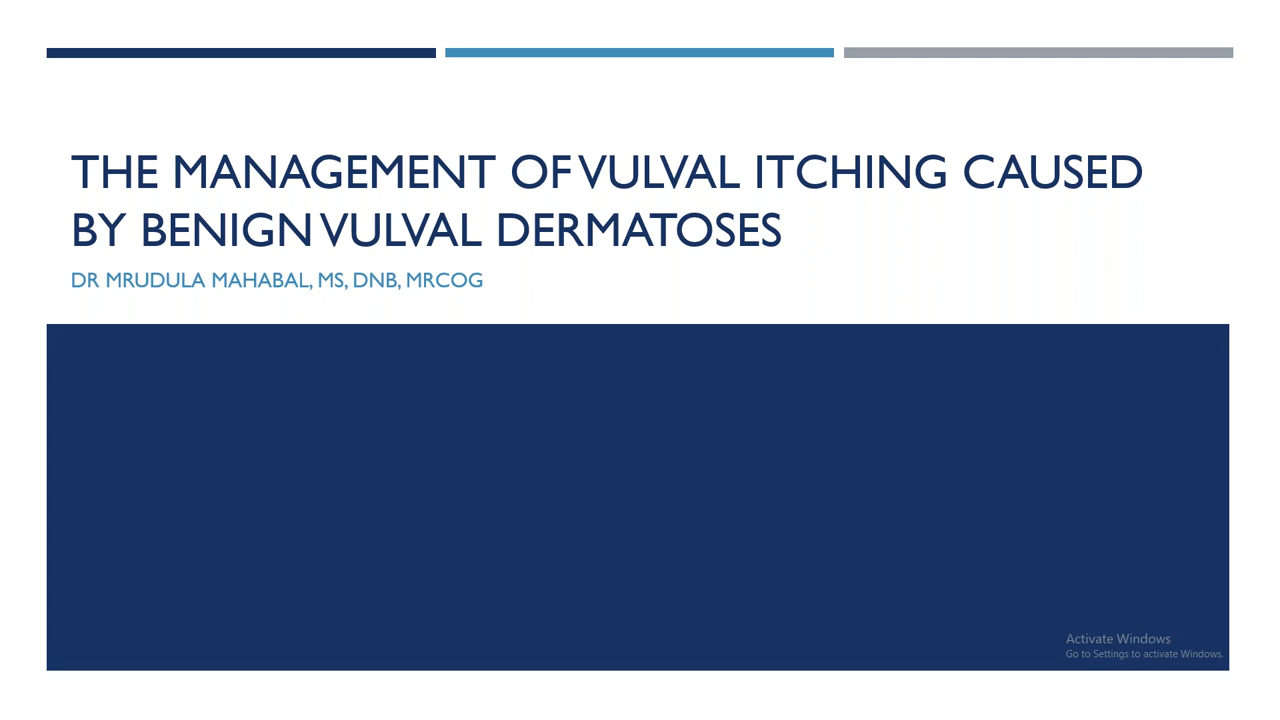 THE MANAGEMENT OF VULVAL ITCHING CAUSED
BY BENIGN VULVAL DERMATOSES
DR MRUDULA MAHABAL, MS, DNB, MRCOG
Activate Windows
Go to Settings to activate Windows.